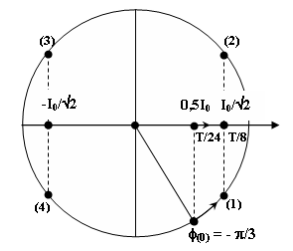 (3) (2)
-I₀/√2 0,5I₀ I₀/√2
T/24 T/8
(4) (1)
φ(0) = - π/3